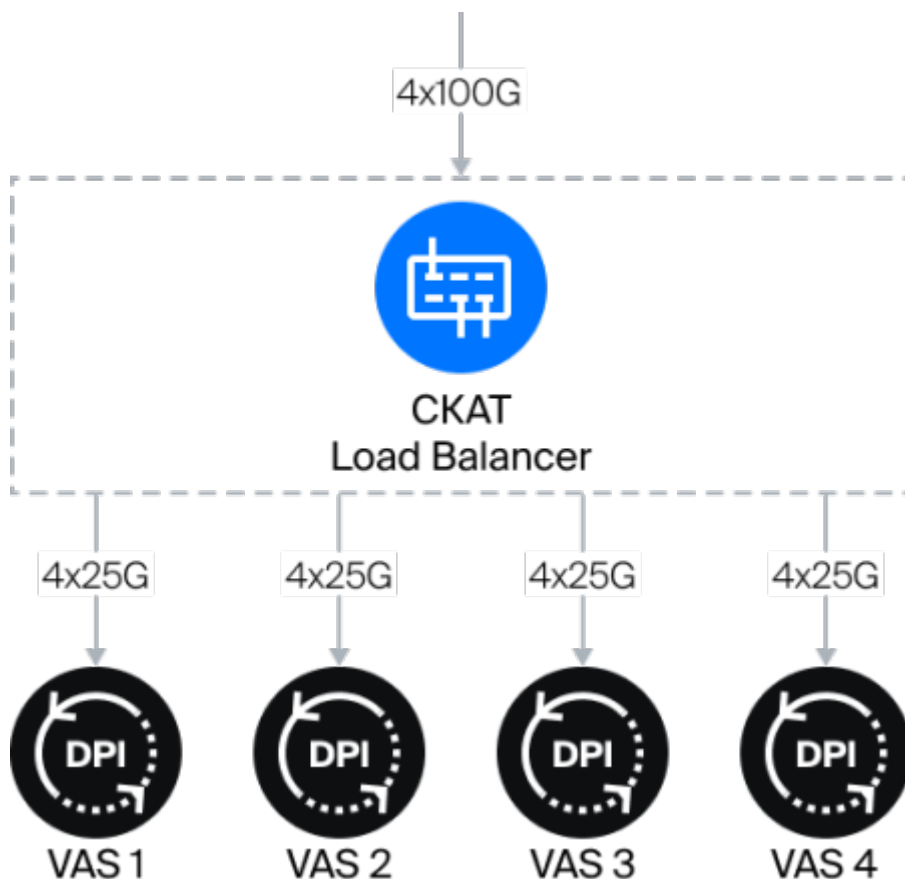 4x100G
CKAT
Load Balancer
4x25G 4x25G 4x25G 4x25G
DPI DPI DPI DPI
VAS 1 VAS 2 VAS 3 VAS 4